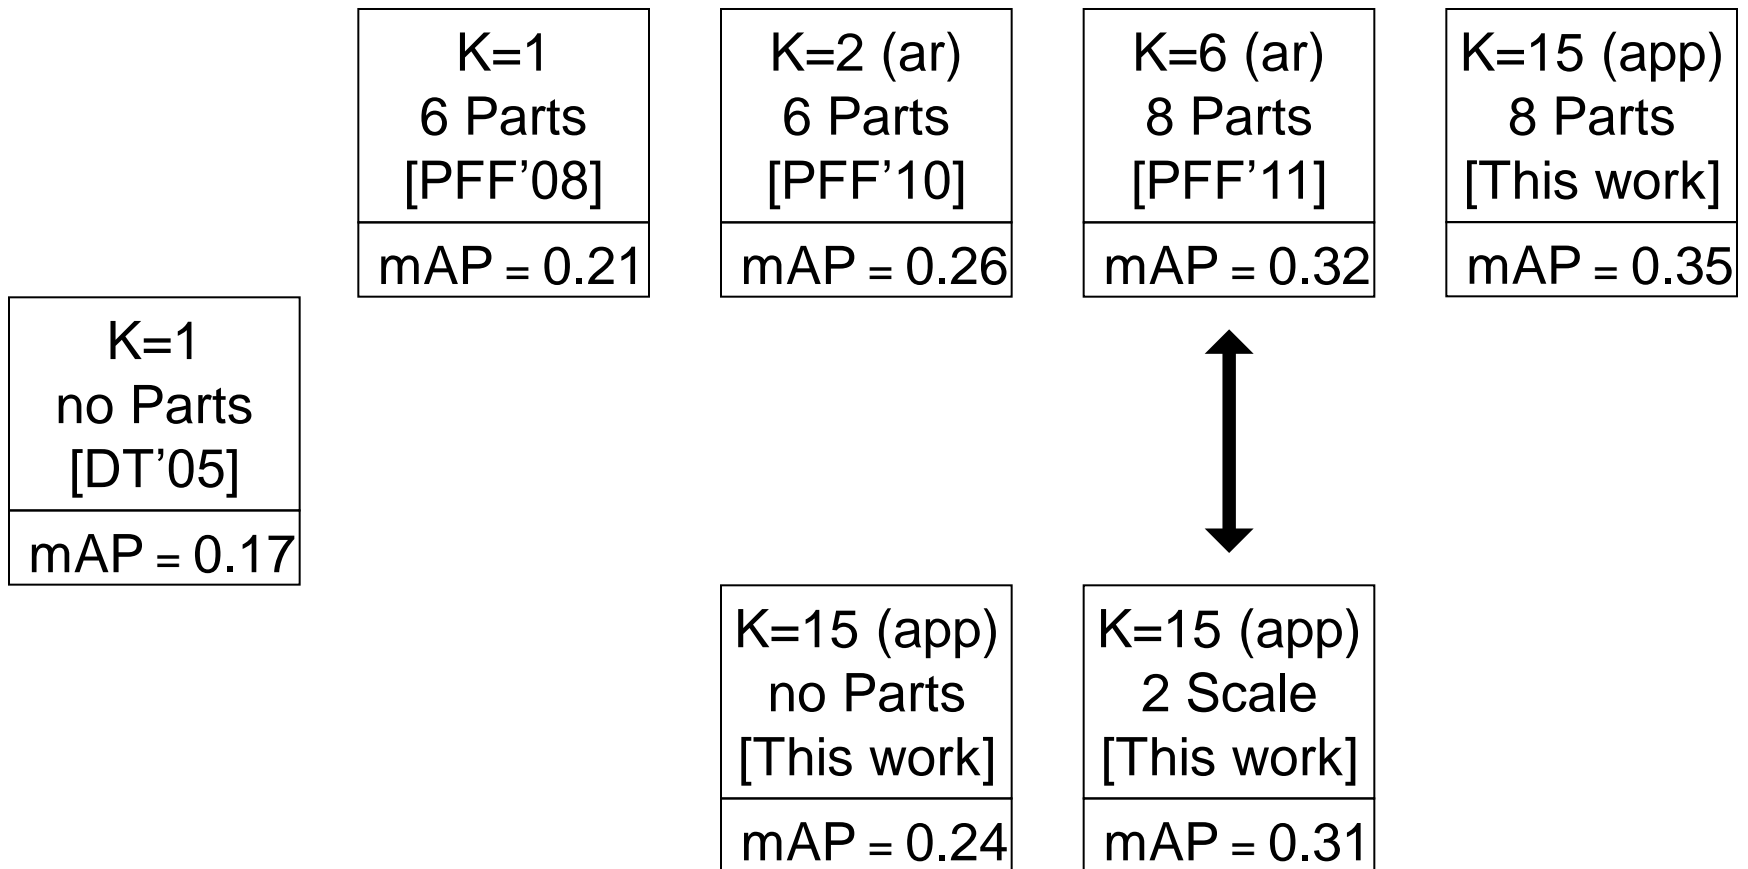 K=1
6 Parts
[PFF’08]
mAP = 0.21
K=2 (ar)
6 Parts
[PFF’10]
mAP = 0.26
K=6 (ar)
8 Parts
[PFF’11]
mAP = 0.32
K=15 (app)
8 Parts
[This work]
mAP = 0.35
K=1
no Parts
[DT’05]
mAP = 0.17
K=15 (app)
no Parts
[This work]
mAP = 0.24
K=15 (app)
2 Scale
[This work]
mAP = 0.31